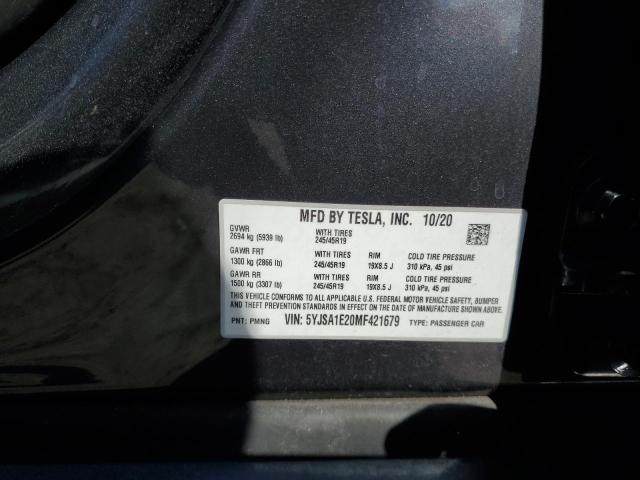 MFD BY TESLA, INC. 10/20
GVWR WITH TIRES
2694 kg (5939 lb) 245/45R19
GAWR FRT WITH TIRES RIM COLD TIRE PRESSURE
1300 kg (2866 lb) 245/45R19 19X8.5 J 310 kPa, 45 psi
GAWR RR WITH TIRES RIM COLD TIRE PRESSURE
1500 kg (3307 lb) 245/45R19 19X8.5 J 310 kPa, 45 psi
THIS VEHICLE CONFORMS TO ALL APPLICABLE U.S. FEDERAL MOTOR VEHICLE SAFETY, BUMPER
AND THEFT PREVENTION STANDARDS IN EFFECT ON THE DATE OF MANUFACTURE SHOWN ABOVE.
PNT: PMNG VIN: 5YJSA1E20MF421679 TYPE: PASSENGER CAR